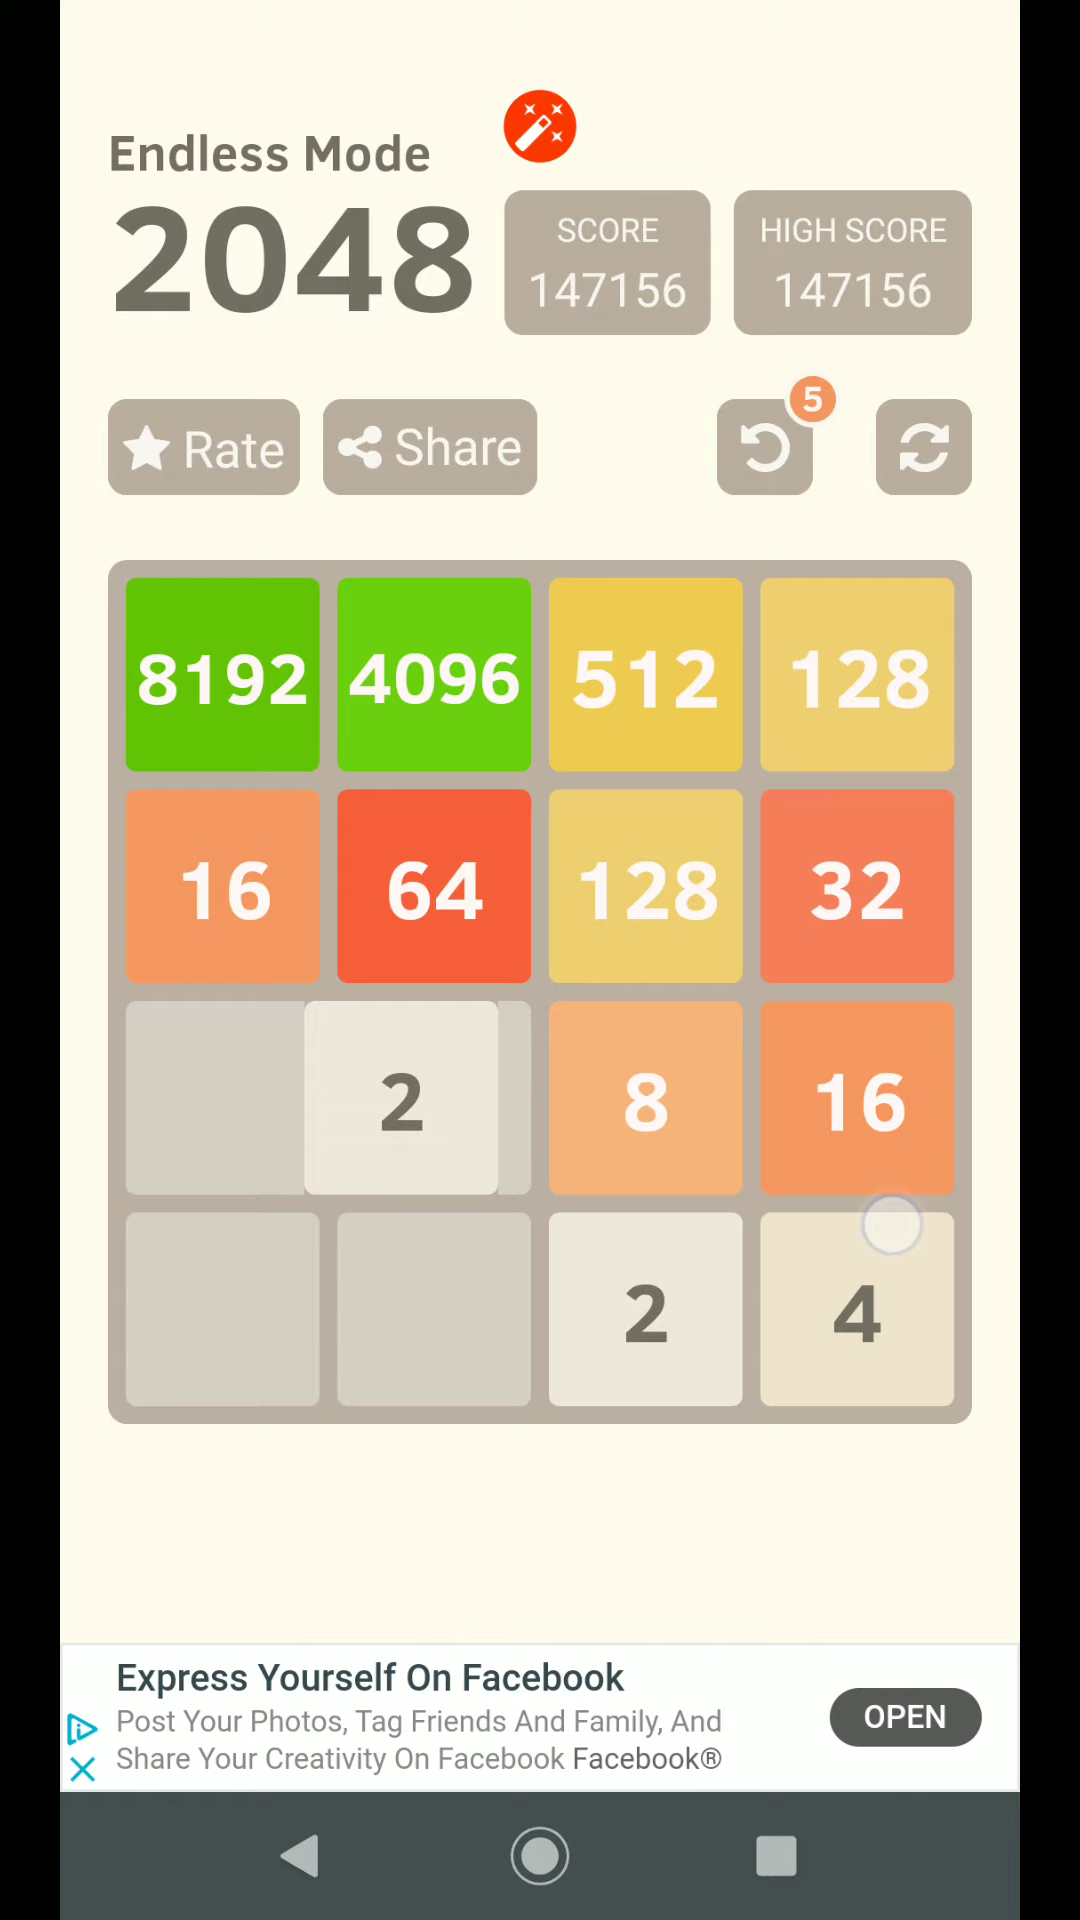 Endless Mode
2048
SCORE
147156
HIGH SCORE
147156
Rate
Share
5
8192 4096 512 128
16 64 128 32
2 8 16
2 4
Express Yourself On Facebook
Post Your Photos, Tag Friends And Family, And
Share Your Creativity On Facebook Facebook®
OPEN